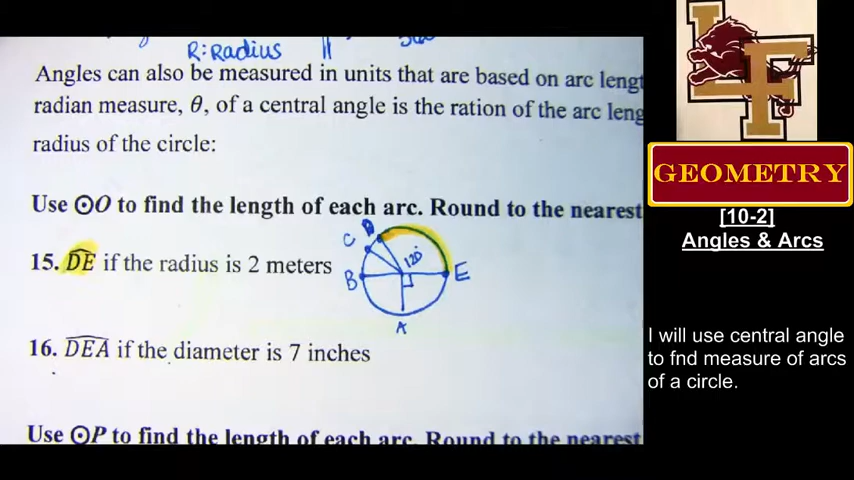 R: Radius
Angles can also be measured in units that are based on arc lengt
radian measure, θ, of a central angle is the ration of the arc leng
radius of the circle:
Use ⊙O to find the length of each arc. Round to the nearest
15. DE if the radius is 2 meters
D
C
120°
B
E
A
16. DEA if the diameter is 7 inches
Use ⊙P to find the length of each arc. Round to the nearest
LF
GEOMETRY
[10-2]
Angles & Arcs
I will use central angle
to fnd measure of arcs
of a circle.